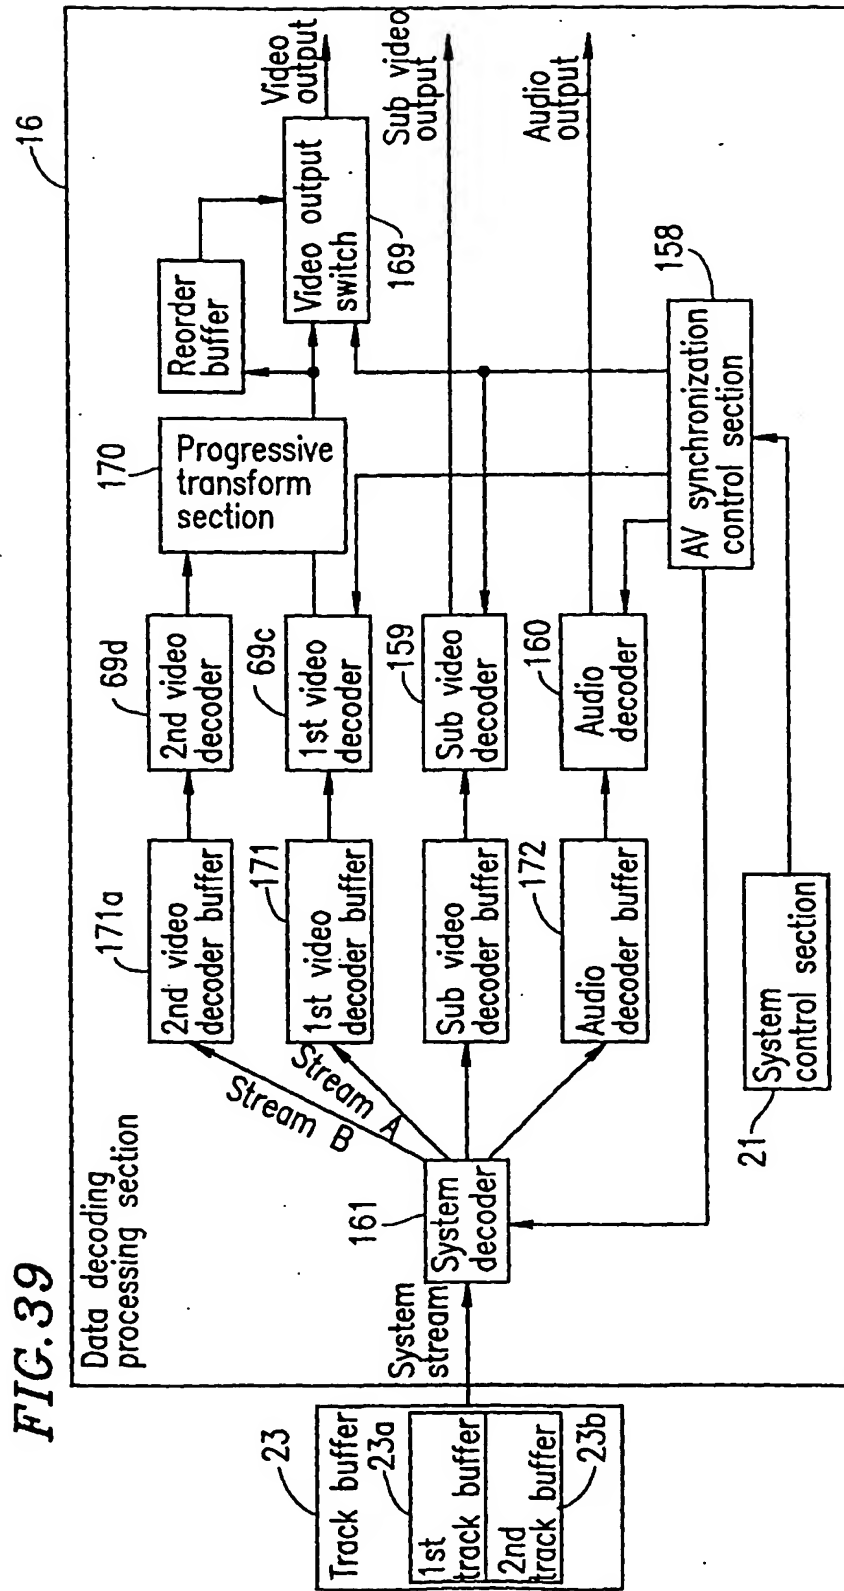 FIG.39
Data decoding
processing section
16
23
Track buffer
23a
1st
track buffer
2nd
track buffer
23b
System
stream
161
System
decoder
Stream B
Stream A
171a
2nd video
decoder buffer
171
1st video
decoder buffer
Sub video
decoder buffer
172
Audio
decoder buffer
21
System
control section
69d
2nd video
decoder
69c
1st video
decoder
159
Sub video
decoder
160
Audio
decoder
170
Progressive
transform
section
Reorder
buffer
Video output
switch
169
158
AV synchronization
control section
Video
output
Sub video
output
Audio
output